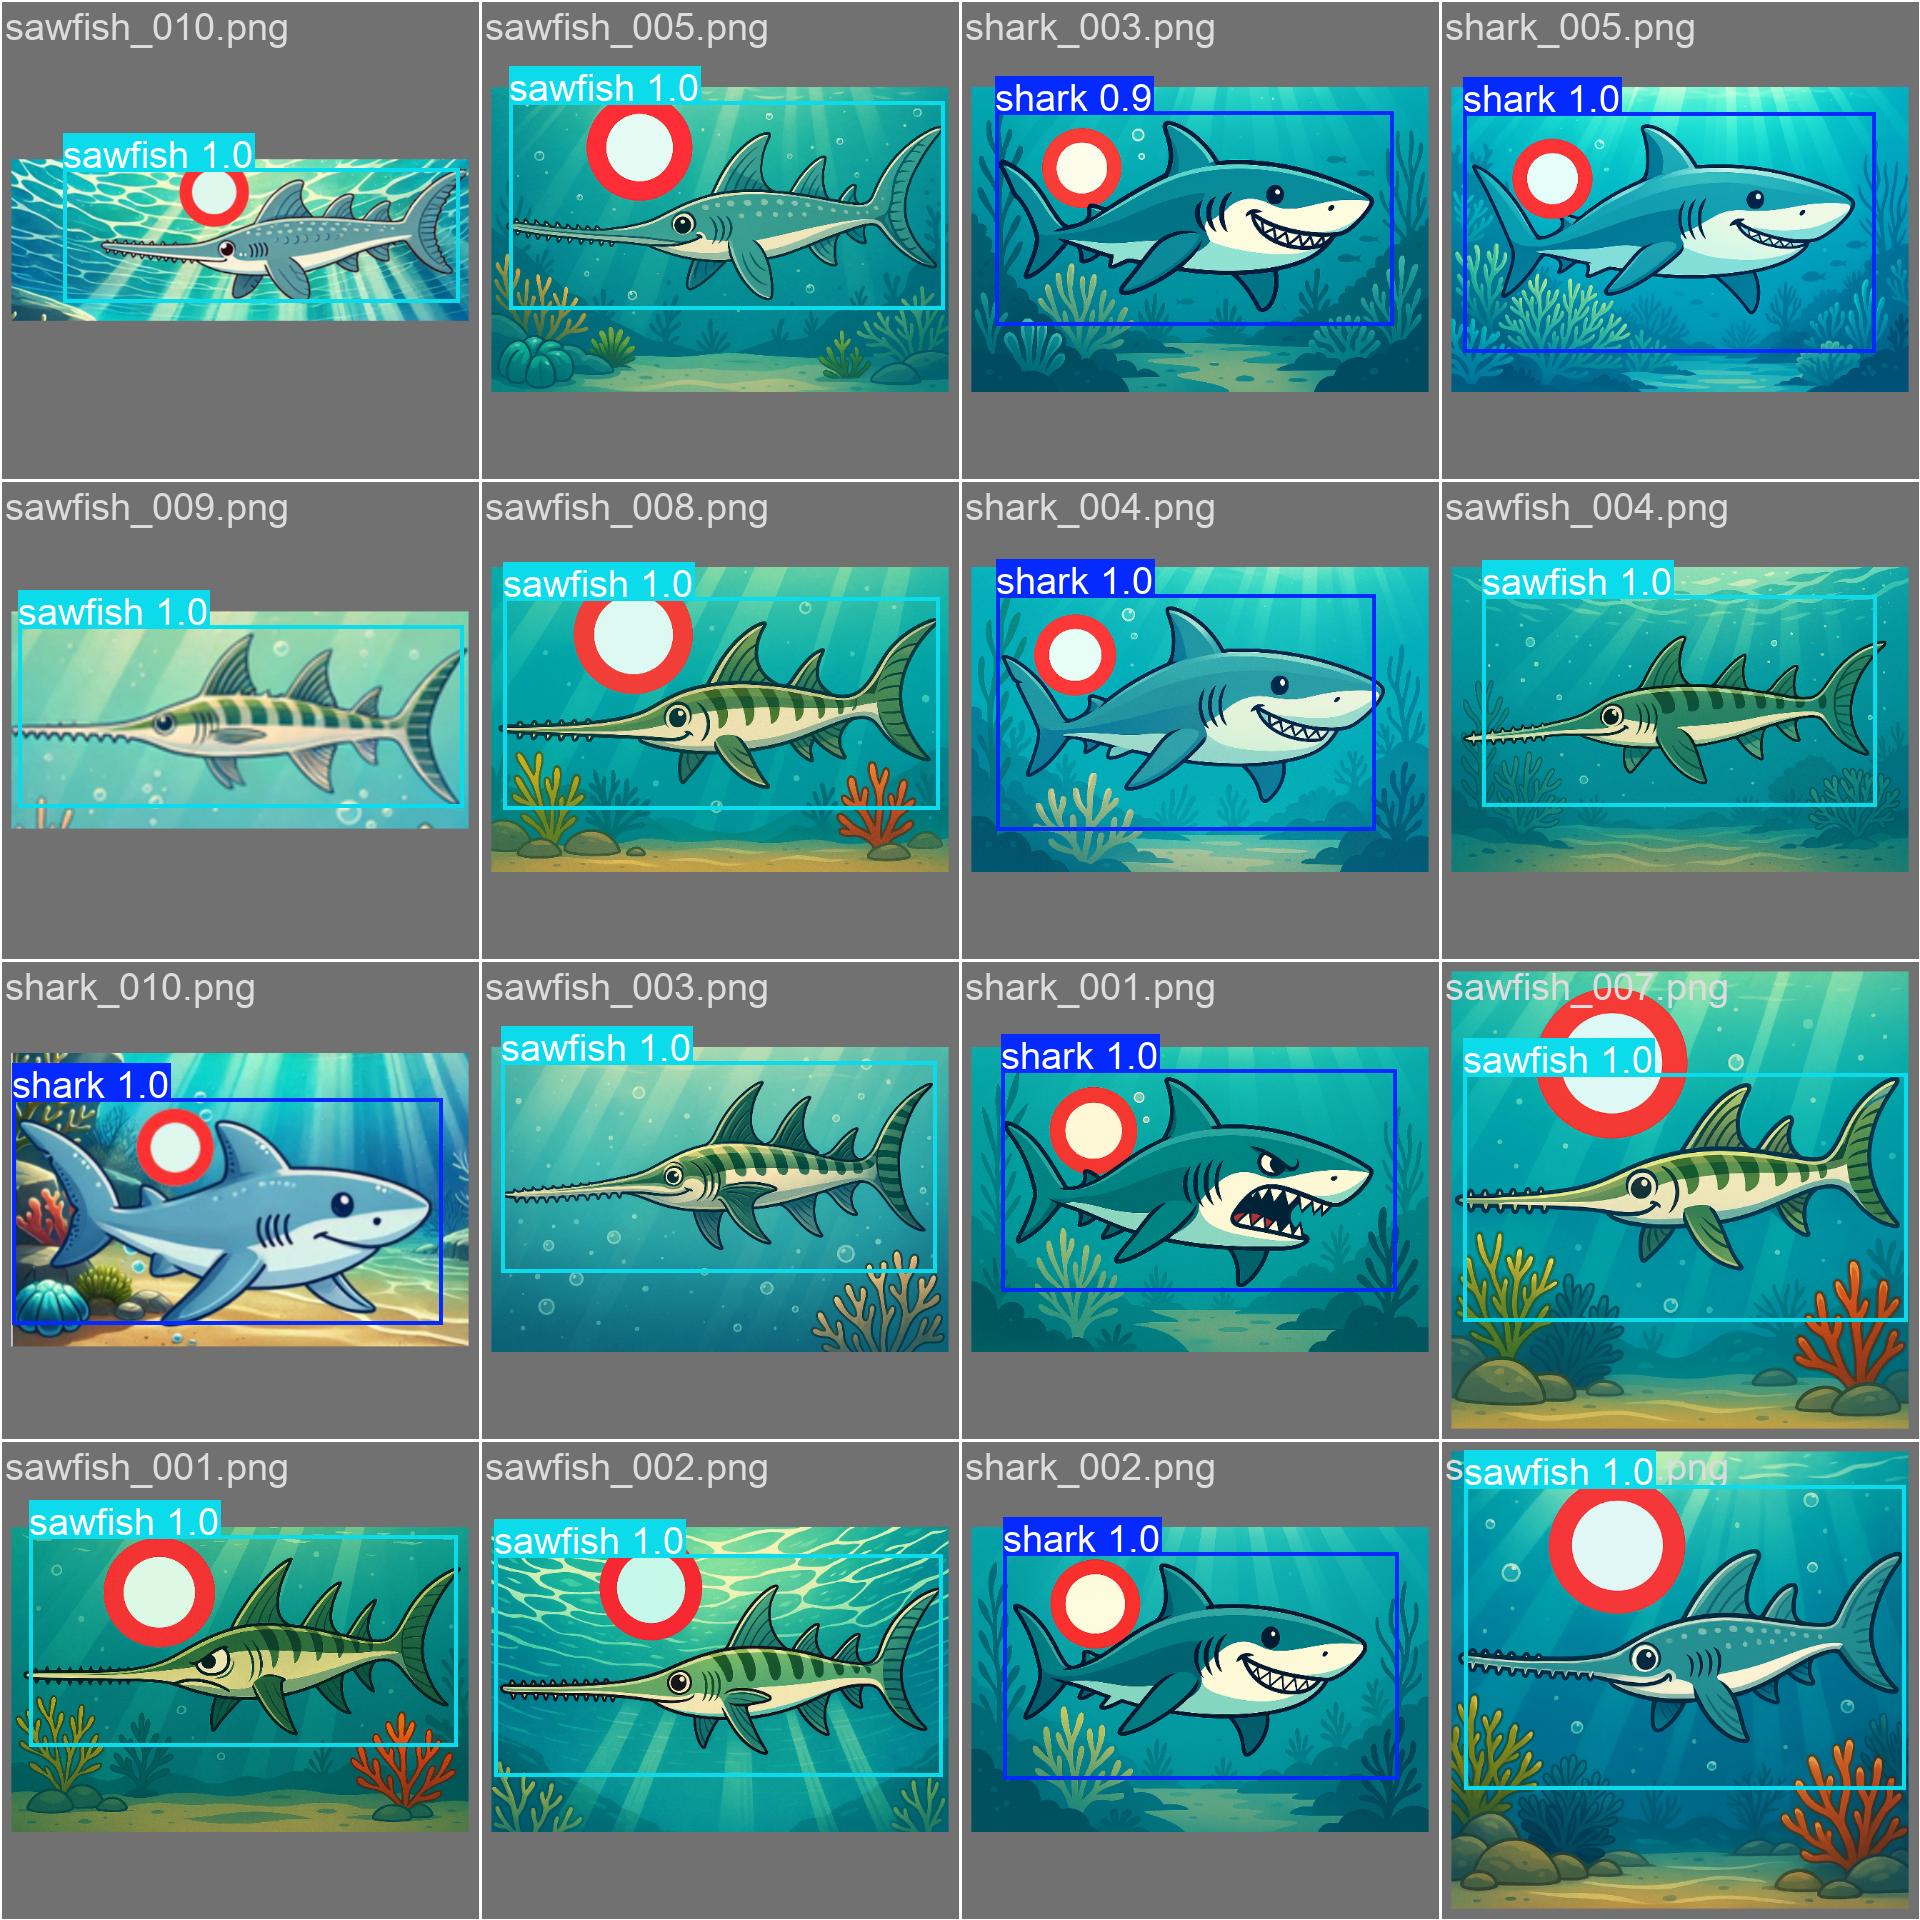 sawfish_010.png
sawfish 1.0
sawfish_005.png
sawfish 1.0
shark_003.png
shark 0.9
shark_005.png
shark 1.0
sawfish_009.png
sawfish 1.0
sawfish_008.png
sawfish 1.0
shark_004.png
shark 1.0
sawfish_004.png
sawfish 1.0
shark_010.png
shark 1.0
sawfish_003.png
sawfish 1.0
shark_001.png
shark 1.0
sawfish_007.png
sawfish 1.0
sawfish_001.png
sawfish 1.0
sawfish_002.png
sawfish 1.0
shark_002.png
shark 1.0
sawfish 1.0